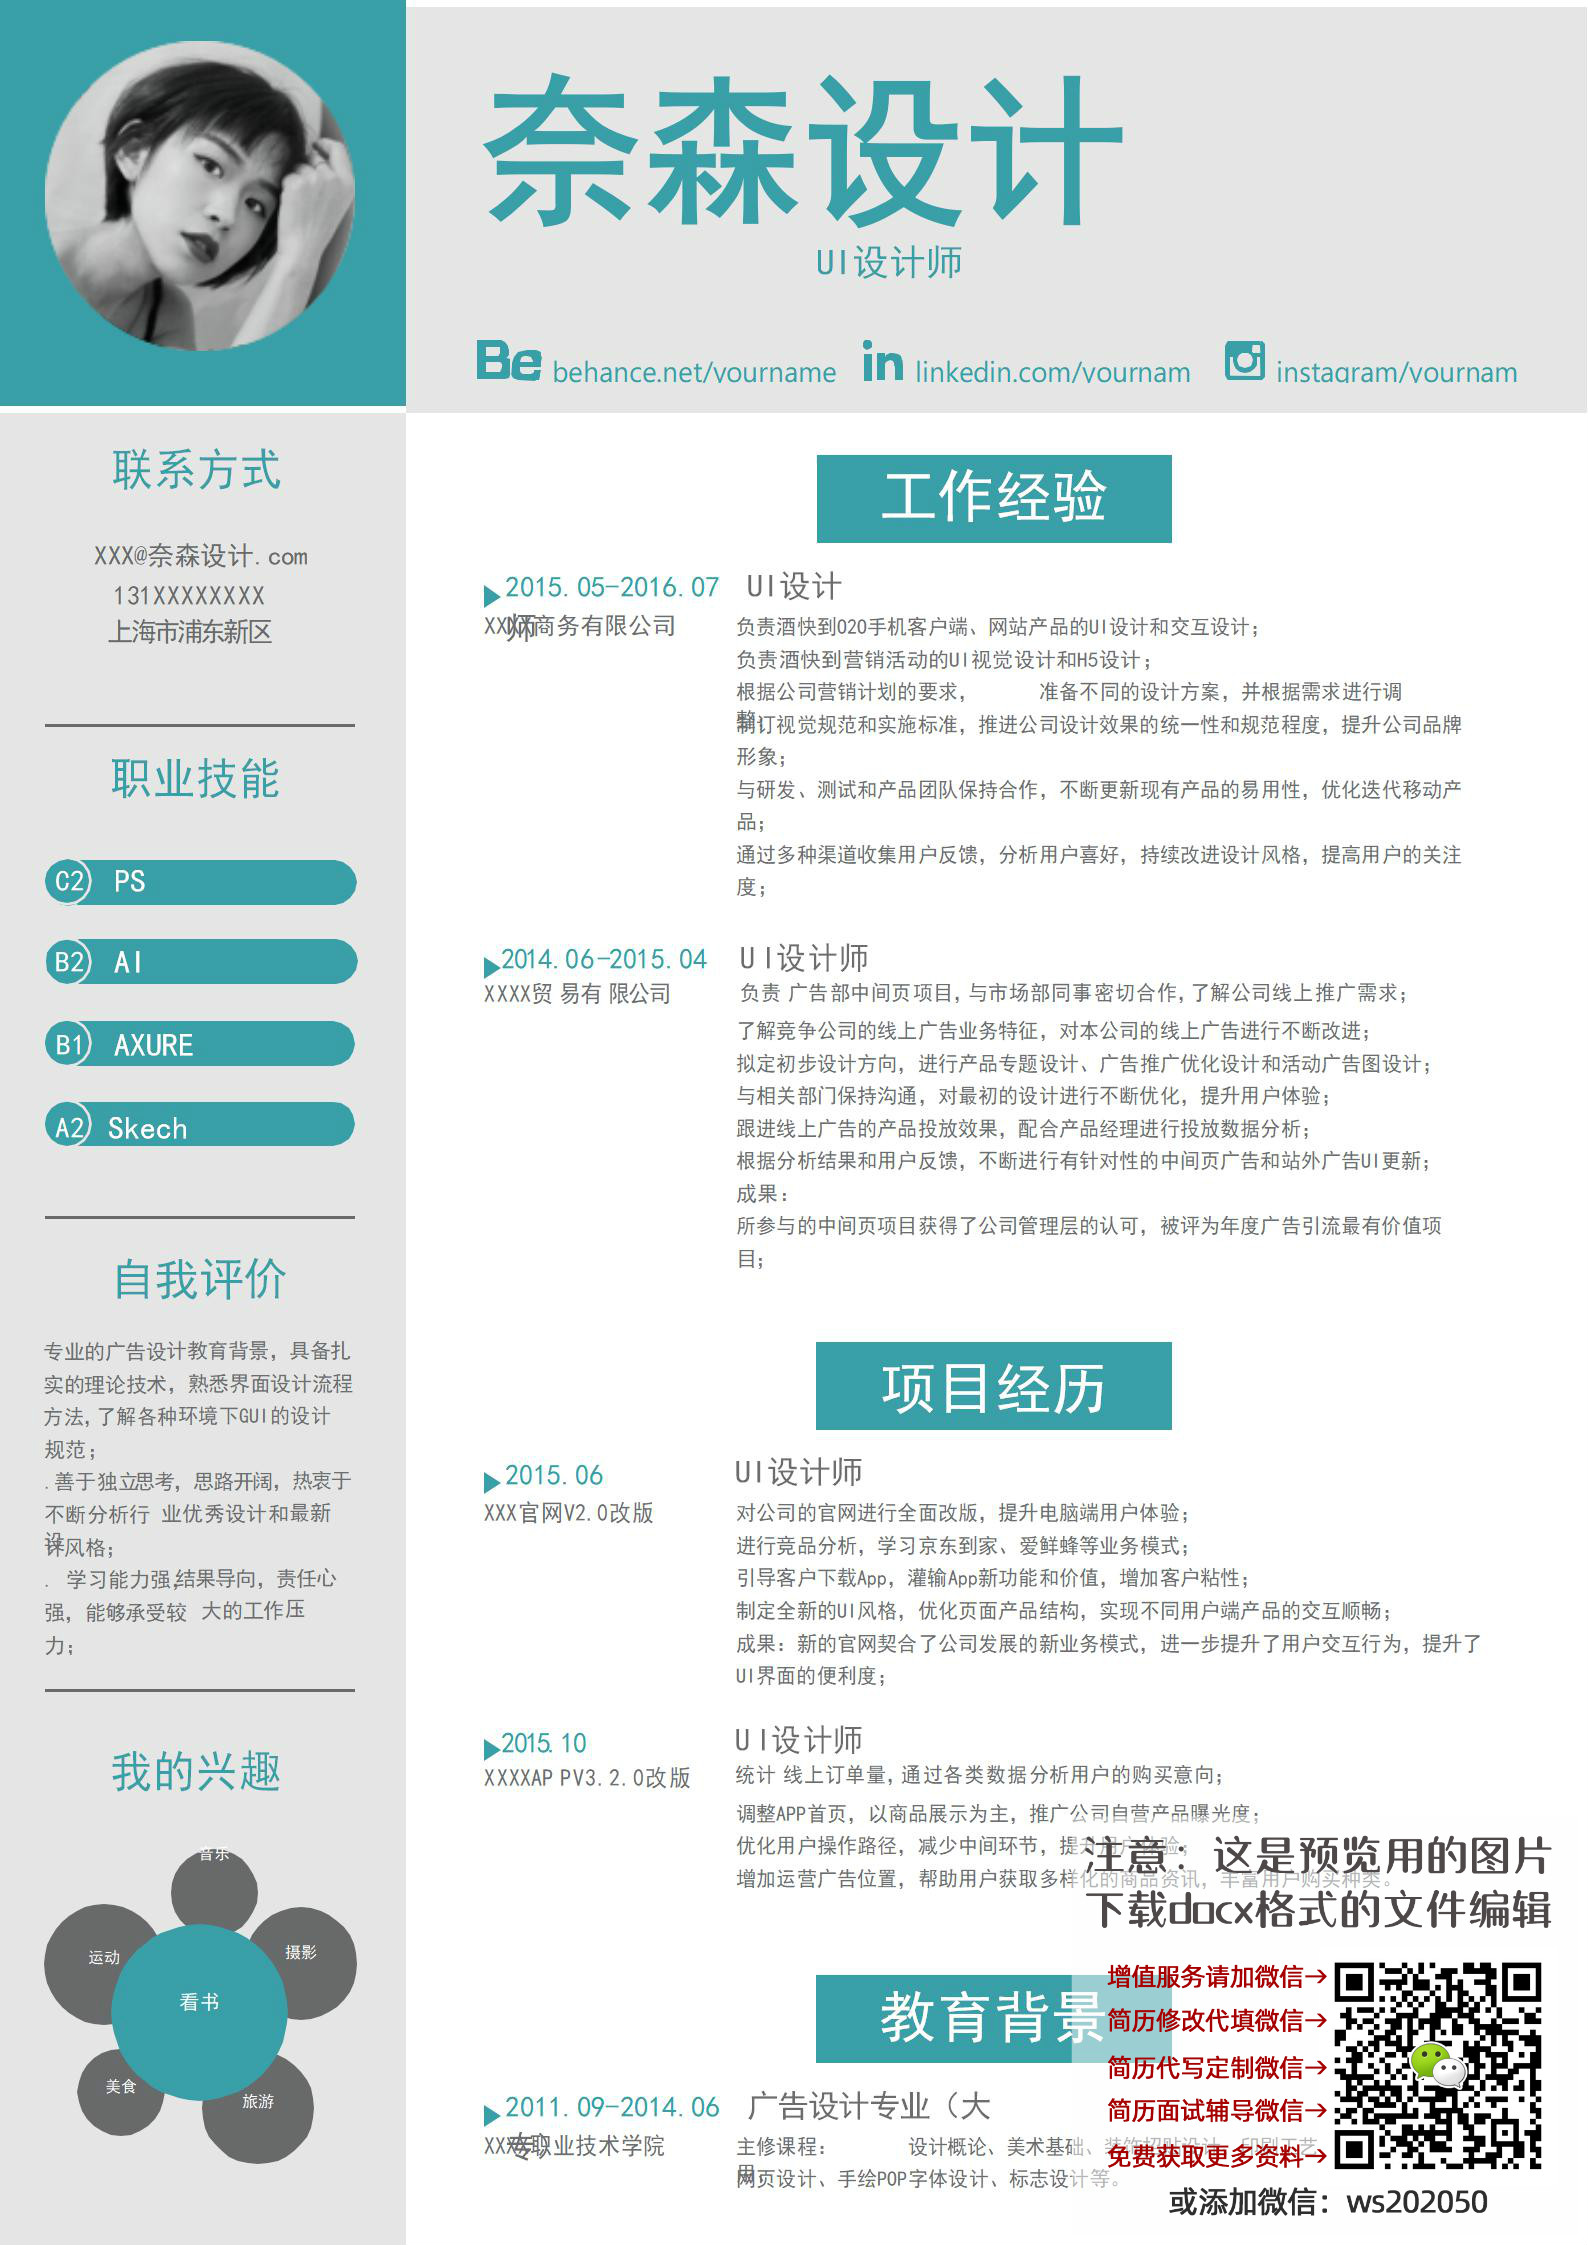 奈森设计
UI设计师
behance.net/yourname
linkedin.com/yournam
instagram/yournam
联系方式
XXX@奈森设计.com
131XXXXXXXX
上海市浦东新区
职业技能
C2 PS
B2 AI
B1 AXURE
A2 Skech
自我评价
专业的广告设计教育背景，具备扎
实的理论技术，熟悉界面设计流程
方法,了解各种环境下GUI的设计
规范；
.善于独立思考，思路开阔，热衷于
不断分析行 业优秀设计和最新
设
计风格；
. 学习能力强,结果导向，责任心
强，能够承受较 大的工作压
力；
我的兴趣
音乐
运动
摄影
看书
美食
旅游
工作经验
2015.05-2016.07 UI设计
师
XXX商务有限公司
负责酒快到O2O手机客户端、网站产品的UI设计和交互设计；
负责酒快到营销活动的UI视觉设计和H5设计；
根据公司营销计划的要求， 准备不同的设计方案，并根据需求进行调
整；
制订视觉规范和实施标准，推进公司设计效果的统一性和规范程度，提升公司品牌
形象；
与研发、测试和产品团队保持合作，不断更新现有产品的易用性，优化迭代移动产
品；
通过多种渠道收集用户反馈，分析用户喜好，持续改进设计风格，提高用户的关注
度；
2014.06-2015.04 UI设计师
XXXX贸 易有 限公司
负责 广告部中间页项目,与市场部同事密切合作,了解公司线上推广需求；
了解竞争公司的线上广告业务特征，对本公司的线上广告进行不断改进；
拟定初步设计方向，进行产品专题设计、广告推广优化设计和活动广告图设计；
与相关部门保持沟通，对最初的设计进行不断优化，提升用户体验；
跟进线上广告的产品投放效果，配合产品经理进行投放数据分析；
根据分析结果和用户反馈，不断进行有针对性的中间页广告和站外广告UI更新；
成果：
所参与的中间页项目获得了公司管理层的认可，被评为年度广告引流最有价值项
目；
项目经历
2015.06 UI设计师
XXX官网V2.0改版
对公司的官网进行全面改版，提升电脑端用户体验；
进行竞品分析，学习京东到家、爱鲜蜂等业务模式；
引导客户下载App，灌输App新功能和价值，增加客户粘性；
制定全新的UI风格，优化页面产品结构，实现不同用户端产品的交互顺畅；
成果：新的官网契合了公司发展的新业务模式，进一步提升了用户交互行为，提升了
UI界面的便利度；
2015.10 UI设计师
XXXXAP PV3.2.0改版
统计 线上订单量,通过各类数据分析用户的购买意向；
调整APP首页，以商品展示为主，推广公司自营产品曝光度；
优化用户操作路径，减少中间环节，提升用户体验；
增加运营广告位置，帮助用户获取多样化的商品资讯，丰富用户购买种类。
教育背景
2011.09-2014.06 广告设计专业（大
专）
职业技术学院
主修课程： 设计概论、美术基础、装饰招贴设计、印刷工艺
网页设计、手绘POP字体设计、标志设计等。
注意：这是预览用的图片
下载docx格式的文件编辑
增值服务请加微信→
简历修改代填微信→
简历代写定制微信→
简历面试辅导微信→
免费获取更多资料→
或添加微信：ws202050